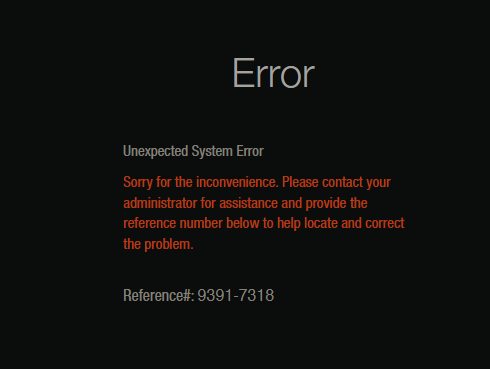 Error
Unexpected System Error
Sorry for the inconvenience. Please contact your
administrator for assistance and provide the
reference number below to help locate and correct
the problem.
Reference#: 9391-7318